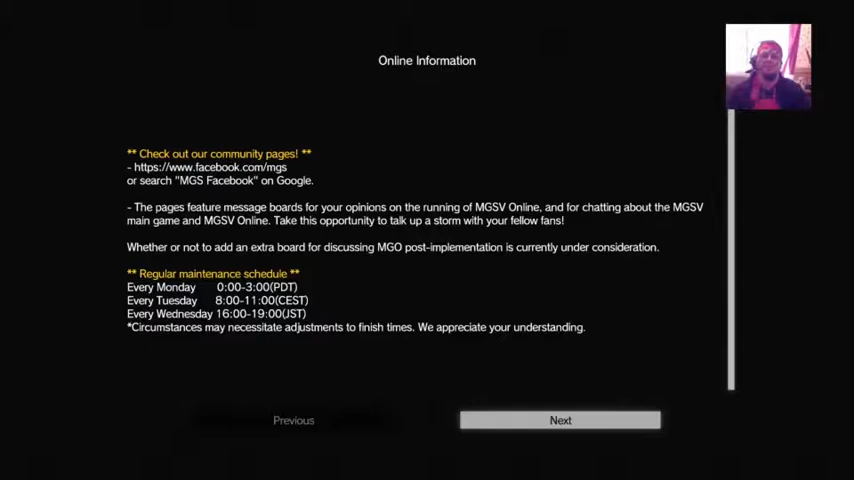 Online Information
** Check out our community pages! **
- https://www.facebook.com/mgs
or search "MGS Facebook" on Google.
- The pages feature message boards for your opinions on the running of MGSV Online, and for chatting about the MGSV
main game and MGSV Online. Take this opportunity to talk up a storm with your fellow fans!
Whether or not to add an extra board for discussing MGO post-implementation is currently under consideration.
** Regular maintenance schedule **
Every Monday 0:00-3:00(PDT)
Every Tuesday 8:00-11:00(CEST)
Every Wednesday 16:00-19:00(JST)
*Circumstances may necessitate adjustments to finish times. We appreciate your understanding.
Previous
Next